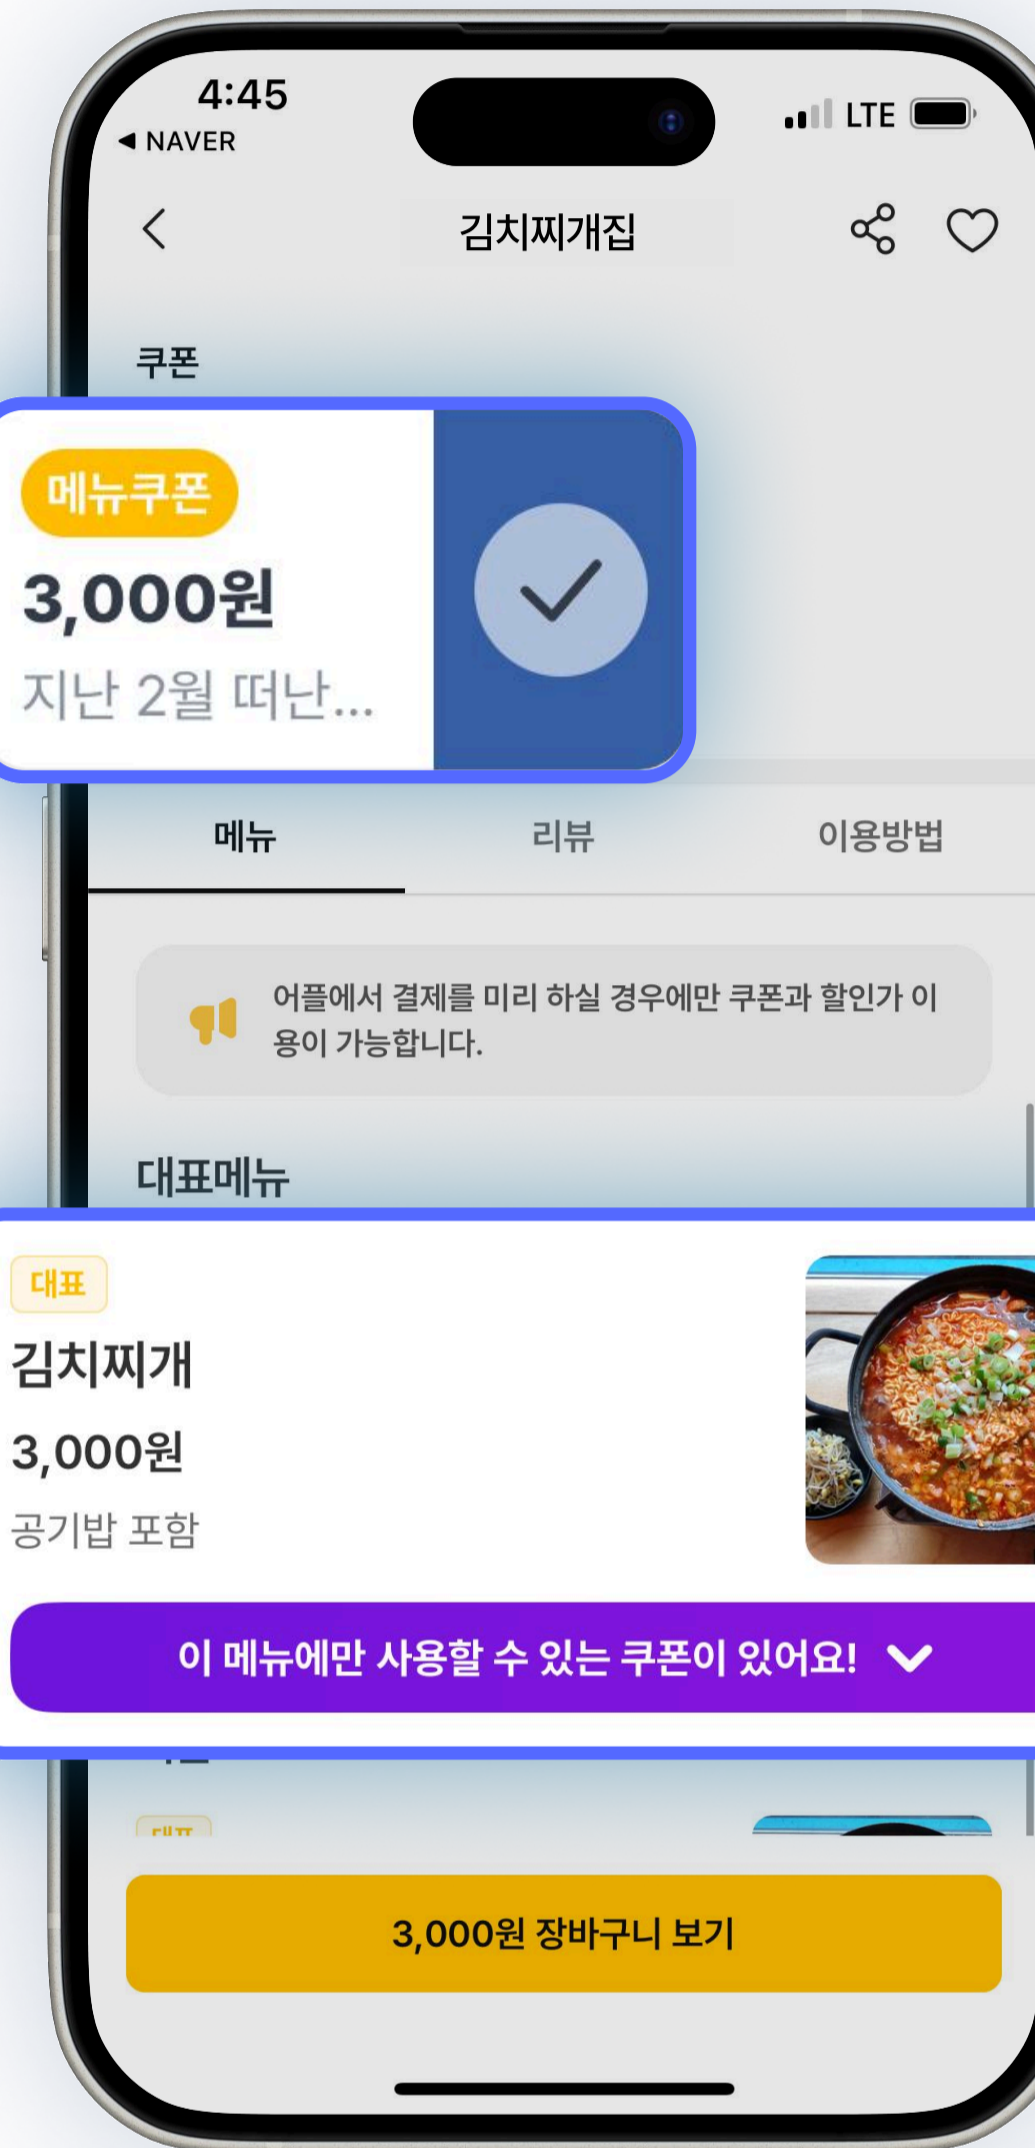 4:45
LTE
◀ NAVER
김치찌개집
쿠폰
메뉴쿠폰
3,000원
지난 2월 떠난...
메뉴
리뷰
이용방법
어플에서 결제를 미리 하실 경우에만 쿠폰과 할인가 이
용이 가능합니다.
대표메뉴
대표
김치찌개
3,000원
공기밥 포함
이 메뉴에만 사용할 수 있는 쿠폰이 있어요!
3,000원 장바구니 보기